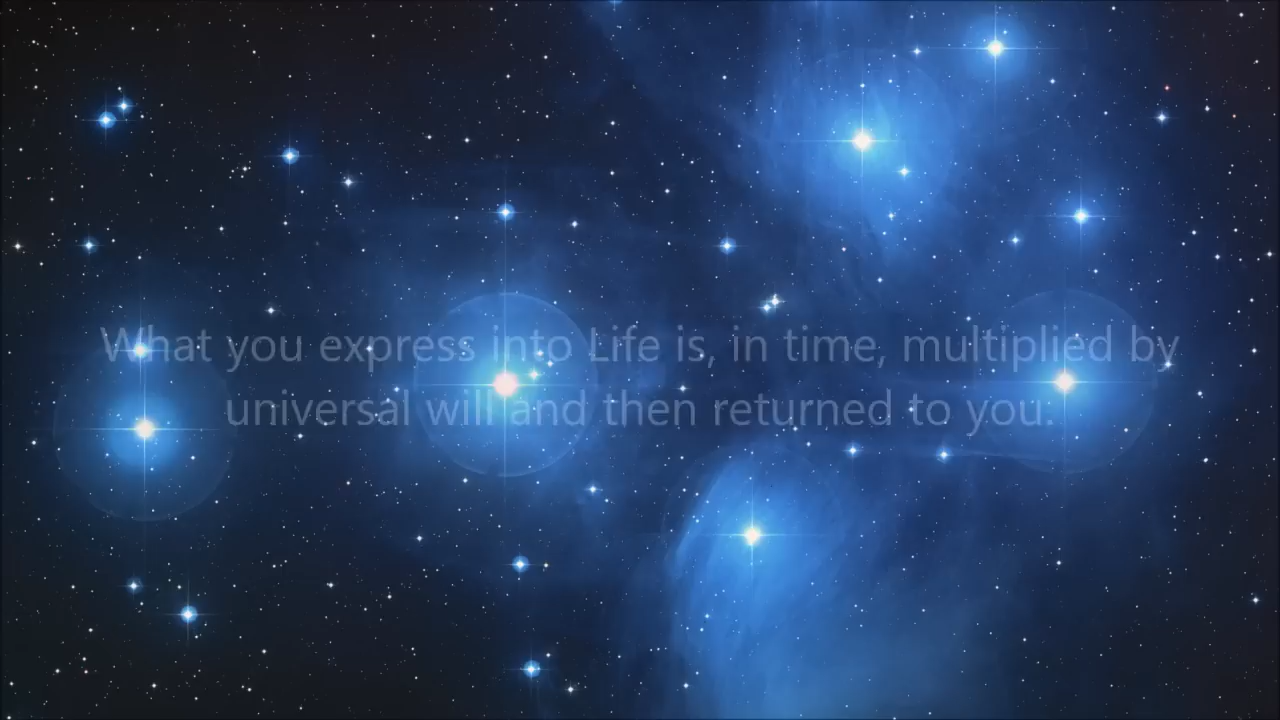 What you express into Life is, in time, multiplied by
universal will and then returned to you.